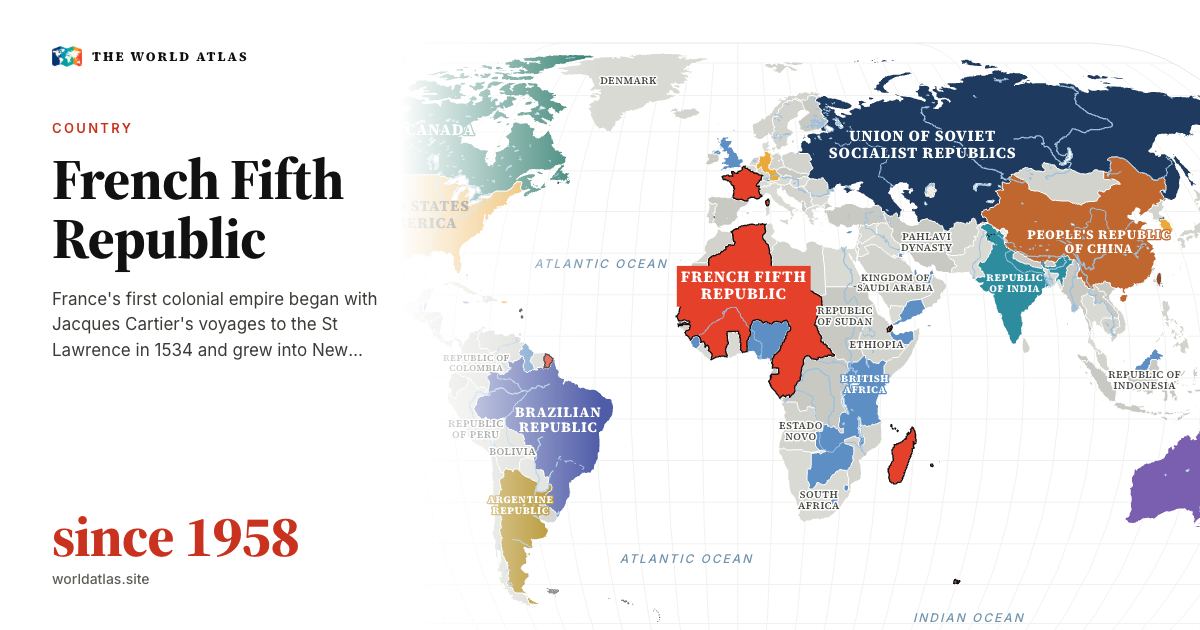 THE WORLD ATLAS
COUNTRY
French Fifth
Republic
France's first colonial empire began with
Jacques Cartier's voyages to the St
Lawrence in 1534 and grew into New...
since 1958
worldatlas.site
DENMARK
CANADA
UNION OF SOVIET
SOCIALIST REPUBLICS
STATES
ERICA
PEOPLE'S REPUBLIC
OF CHINA
PAHLAVI
DYNASTY
ATLANTIC OCEAN
FRENCH FIFTH
REPUBLIC
KINGDOM OF
SAUDI ARABIA
REPUBLIC
OF INDIA
REPUBLIC
OF SUDAN
ETHIOPIA
REPUBLIC OF
COLOMBIA
BRITISH
AFRICA
REPUBLIC OF
INDONESIA
BRAZILIAN
REPUBLIC
REPUBLIC
OF PERU
ESTADO
NOVO
BOLIVIA
ARGENTINE
REPUBLIC
SOUTH
AFRICA
ATLANTIC OCEAN
INDIAN OCEAN